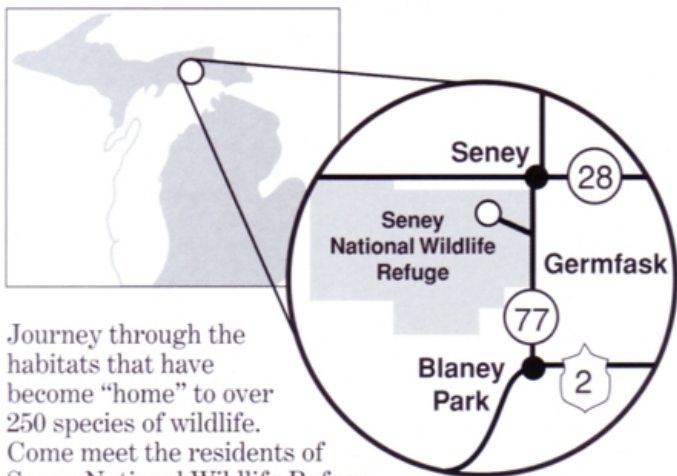 Seney
28
Seney
National Wildlife
Refuge
Germfask
77
Blaney
Park
2
Journey through the
habitats that have
become “home” to over
250 species of wildlife.
Come meet the residents of